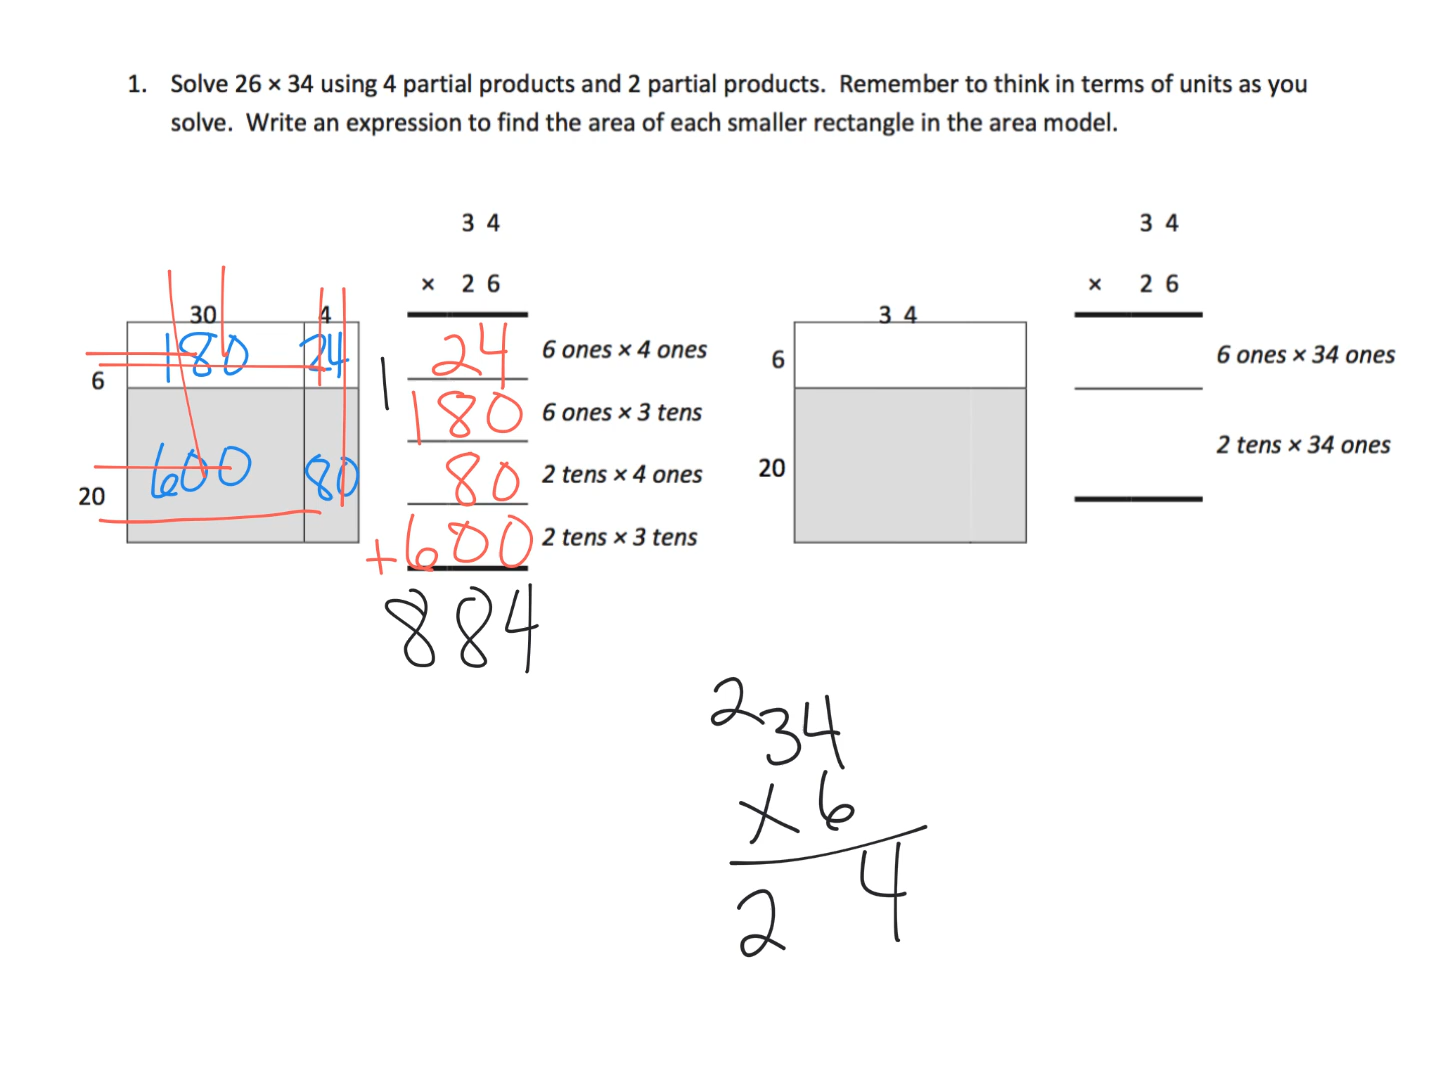 1. Solve 26 × 34 using 4 partial products and 2 partial products. Remember to think in terms of units as you
solve. Write an expression to find the area of each smaller rectangle in the area model.
3 4
× 2 6
30 4
6
180 24
20
600 80
1
24 6 ones × 4 ones
180 6 ones × 3 tens
80 2 tens × 4 ones
+600 2 tens × 3 tens
884
3 4
6
20
3 4
× 2 6
6 ones × 34 ones
2 tens × 34 ones
2
34
× 6
2 4